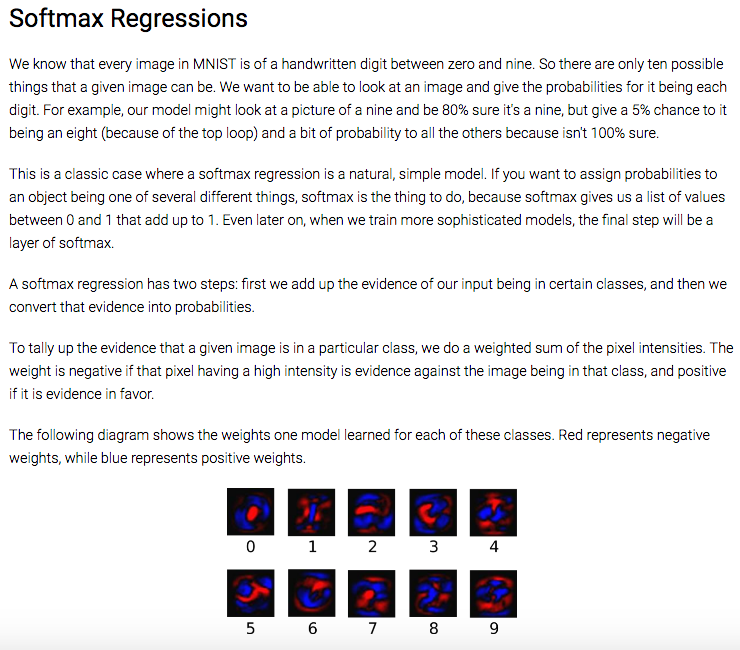 Softmax Regressions
We know that every image in MNIST is of a handwritten digit between zero and nine. So there are only ten possible
things that a given image can be. We want to be able to look at an image and give the probabilities for it being each
digit. For example, our model might look at a picture of a nine and be 80% sure it's a nine, but give a 5% chance to it
being an eight (because of the top loop) and a bit of probability to all the others because isn't 100% sure.
This is a classic case where a softmax regression is a natural, simple model. If you want to assign probabilities to
an object being one of several different things, softmax is the thing to do, because softmax gives us a list of values
between 0 and 1 that add up to 1. Even later on, when we train more sophisticated models, the final step will be a
layer of softmax.
A softmax regression has two steps: first we add up the evidence of our input being in certain classes, and then we
convert that evidence into probabilities.
To tally up the evidence that a given image is in a particular class, we do a weighted sum of the pixel intensities. The
weight is negative if that pixel having a high intensity is evidence against the image being in that class, and positive
if it is evidence in favor.
The following diagram shows the weights one model learned for each of these classes. Red represents negative
weights, while blue represents positive weights.
0 1 2 3 4
5 6 7 8 9